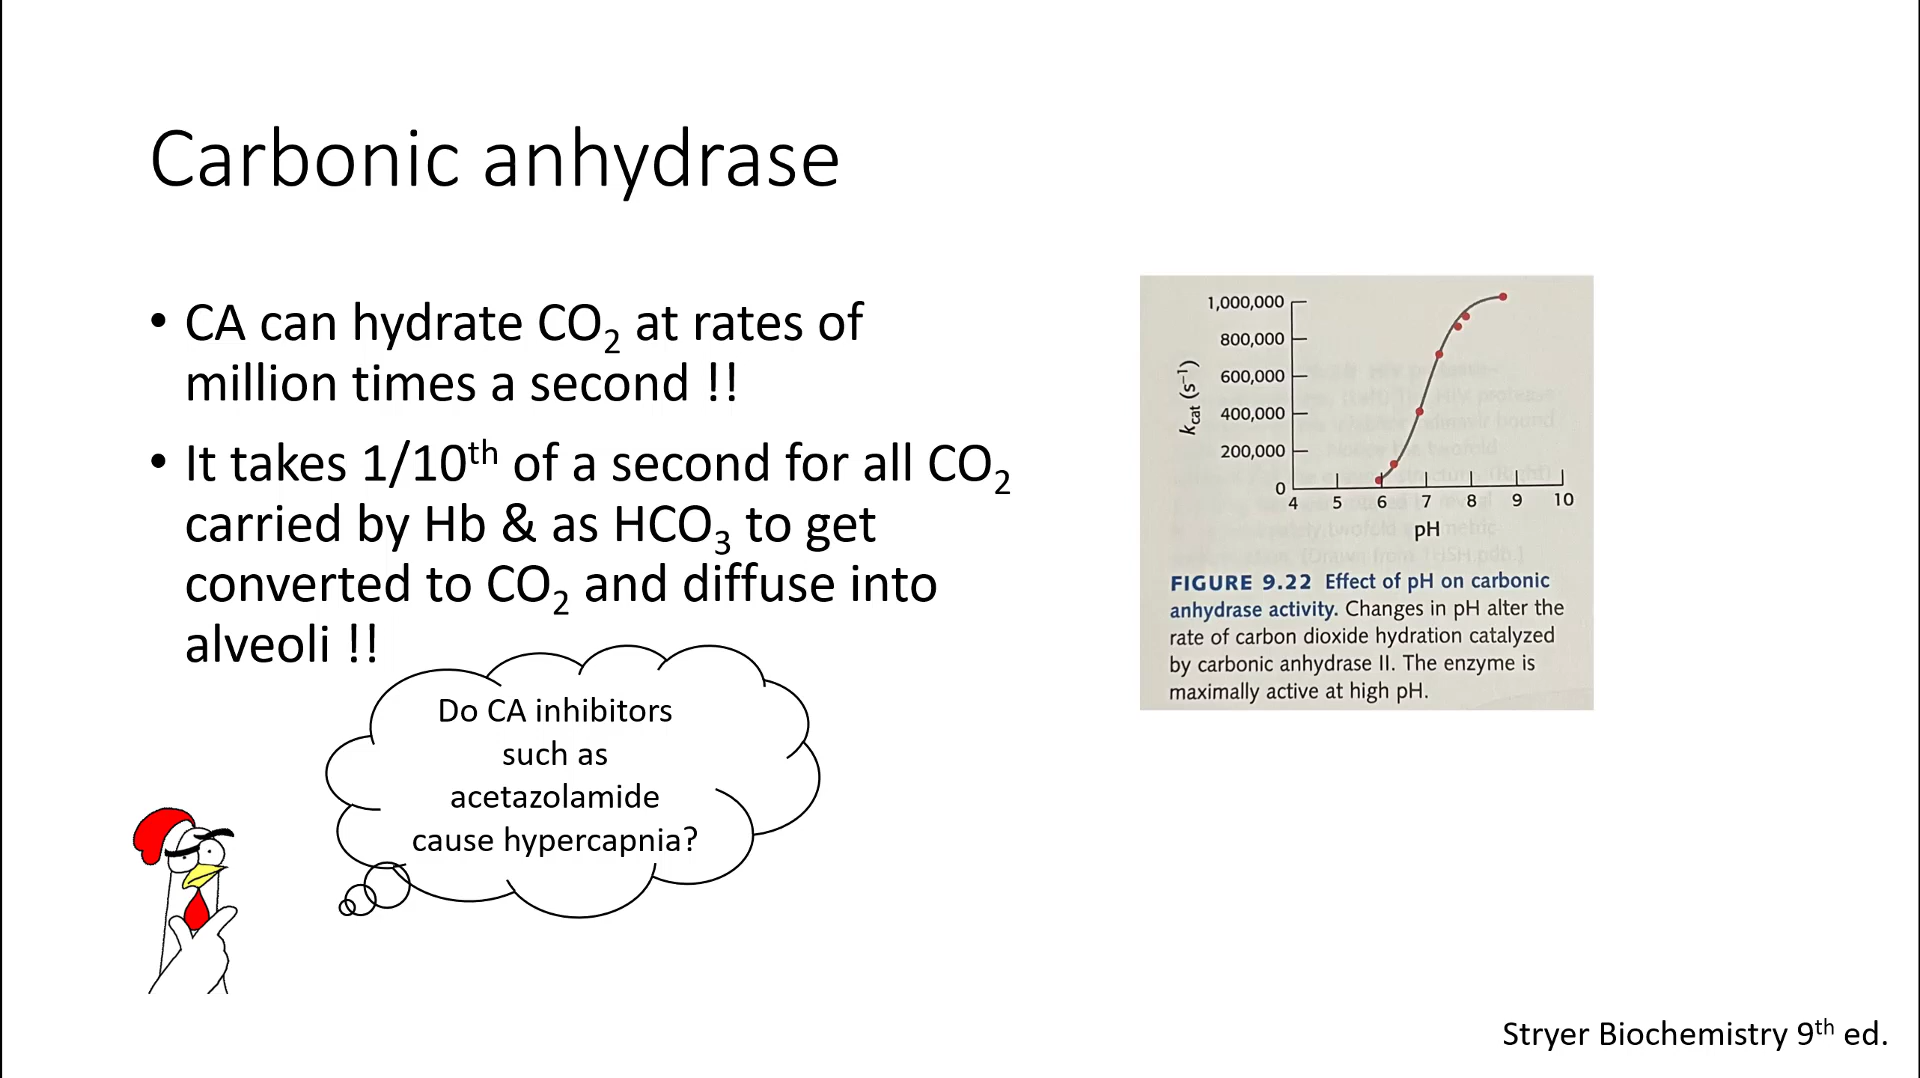 Carbonic anhydrase
• CA can hydrate CO₂ at rates of
million times a second !!
• It takes 1/10ᵗʰ of a second for all CO₂
carried by Hb & as HCO₃ to get
converted to CO₂ and diffuse into
alveoli !!
Do CA inhibitors
such as
acetazolamide
cause hypercapnia?
1,000,000
800,000
600,000
400,000
200,000
0
k_cat (s⁻¹)
4 5 6 7 8 9 10
pH
FIGURE 9.22 Effect of pH on carbonic
anhydrase activity. Changes in pH alter the
rate of carbon dioxide hydration catalyzed
by carbonic anhydrase II. The enzyme is
maximally active at high pH.
Stryer Biochemistry 9ᵗʰ ed.